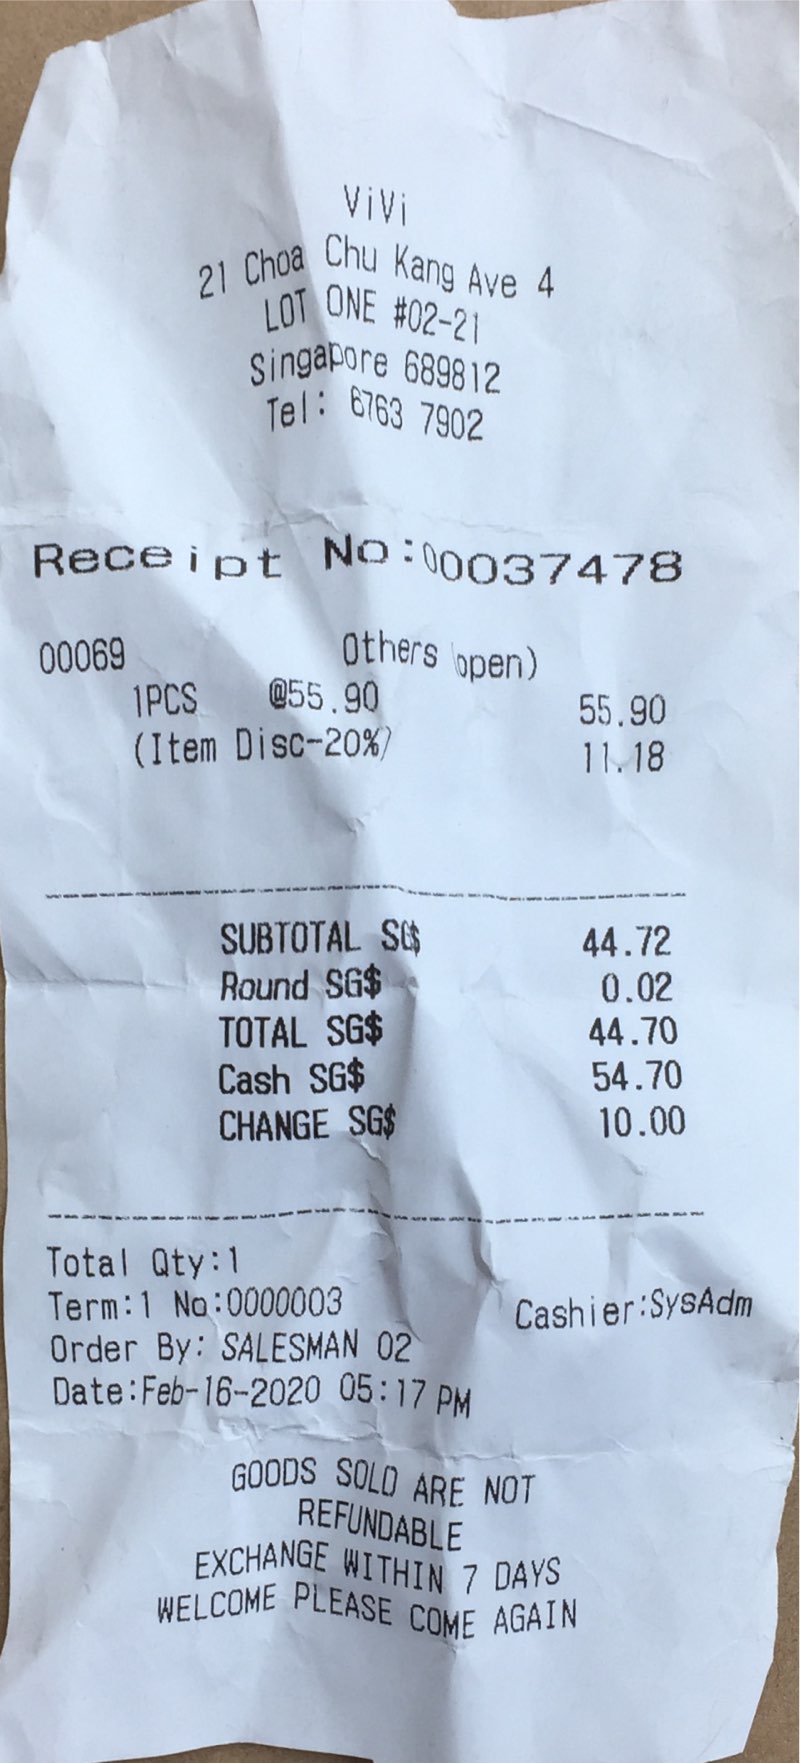 ViVi
21 Choa Chu Kang Ave 4
LOT ONE #02-21
Singapore 689812
Tel: 6763 7902
Receipt No:00037478
00069 Others (open)
1PCS @55.90 55.90
(Item Disc-20%) 11.18
SUBTOTAL SG$ 44.72
Round SG$ 0.02
TOTAL SG$ 44.70
Cash SG$ 54.70
CHANGE SG$ 10.00
Total Qty:1
Term:1 No:0000003 Cashier:SysAdm
Order By: SALESMAN 02
Date:Feb-16-2020 05:17 PM
GOODS SOLD ARE NOT
REFUNDABLE
EXCHANGE WITHIN 7 DAYS
WELCOME PLEASE COME AGAIN